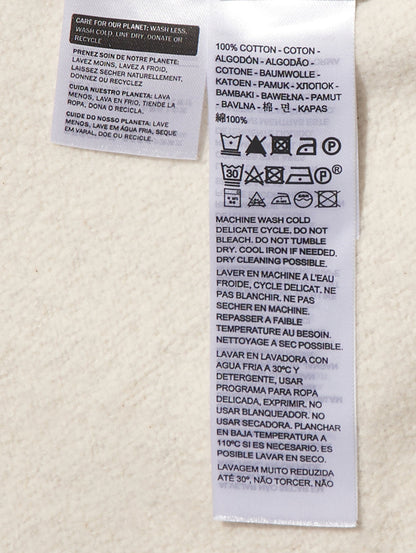 CARE FOR OUR PLANET: WASH LESS,
WASH COLD, LINE DRY, DONATE OR
RECYCLE
PRENEZ SOIN DE NOTRE PLANETE:
LAVEZ MOINS, LAVEZ A FROID,
LAISSEZ SECHER NATURELLEMENT,
DONNEZ OU RECYCLEZ.
CUIDA NUESTRO PLANETA: LAVA
MENOS, LAVA EN FRIO, TIENDE LA
ROPA, DONA O RECICLA.
CUIDE DO NOSSO PLANETA: LAVE
MENOS, LAVE EM ÁGUA FRIA, SEQUE
EM VARAL, DOE OU RECICLE.
100% COTTON - COTON -
ALGODÓN - ALGODÃO -
COTONE - BAUMWOLLE -
KATOEN - PAMUK - ХЛОПОК -
BAMBAKI - BAWEŁNA - PAMUT
- BAVLNA - 棉 - 면 - KAPAS
綿100%
P
30 P®
MACHINE WASH COLD
DELICATE CYCLE. DO NOT
BLEACH. DO NOT TUMBLE
DRY. COOL IRON IF NEEDED.
DRY CLEANING POSSIBLE.
LAVER EN MACHINE A L'EAU
FROIDE, CYCLE DELICAT. NE
PAS BLANCHIR. NE PAS
SECHER EN MACHINE.
REPASSER A FAIBLE
TEMPERATURE AU BESOIN.
NETTOYAGE A SEC POSSIBLE.
LAVAR EN LAVADORA CON
AGUA FRIA A 30ºC Y
DETERGENTE, USAR
PROGRAMA PARA ROPA
DELICADA, EXPRIMIR. NO
USAR BLANQUEADOR. NO
USAR SECADORA. PLANCHAR
EN BAJA TEMPERATURA A
110ºC SI ES NECESARIO. ES
POSIBLE LAVAR EN SECO.
LAVAGEM MUITO REDUZIDA
ATÉ 30º, NÃO TORCER. NÃO